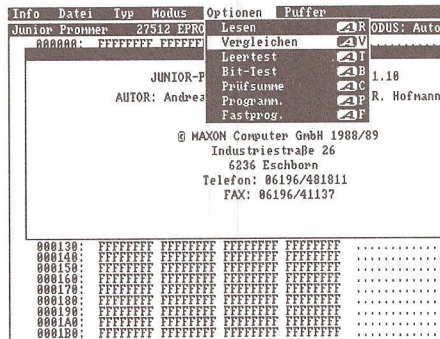 Info Datei Typ Modus Optionen Puffer
Junior Prommer 27512 EPRO ODUS: Auto
Lesen R
Vergleichen V
Leertest T
Bit-Test B
Prüfsumme C
Programm. P
Fastprog. F
000000: FFFFFFFF FFFFFFF
JUNIOR-P 1.10
AUTOR: Andrea R. Hofmann
© MAXON Computer GmbH 1988/89
Industriestraße 26
6236 Eschborn
Telefon: 06196/481811
FAX: 06196/41137
000130: FFFFFFFF FFFFFFFF FFFFFFFF FFFFFFFF ................
000140: FFFFFFFF FFFFFFFF FFFFFFFF FFFFFFFF ................
000150: FFFFFFFF FFFFFFFF FFFFFFFF FFFFFFFF ................
000160: FFFFFFFF FFFFFFFF FFFFFFFF FFFFFFFF ................
000170: FFFFFFFF FFFFFFFF FFFFFFFF FFFFFFFF ................
000180: FFFFFFFF FFFFFFFF FFFFFFFF FFFFFFFF ................
000190: FFFFFFFF FFFFFFFF FFFFFFFF FFFFFFFF ................
0001A0: FFFFFFFF FFFFFFFF FFFFFFFF FFFFFFFF ................
0001B0: FFFFFFFF FFFFFFFF FFFFFFFF FFFFFFFF ................